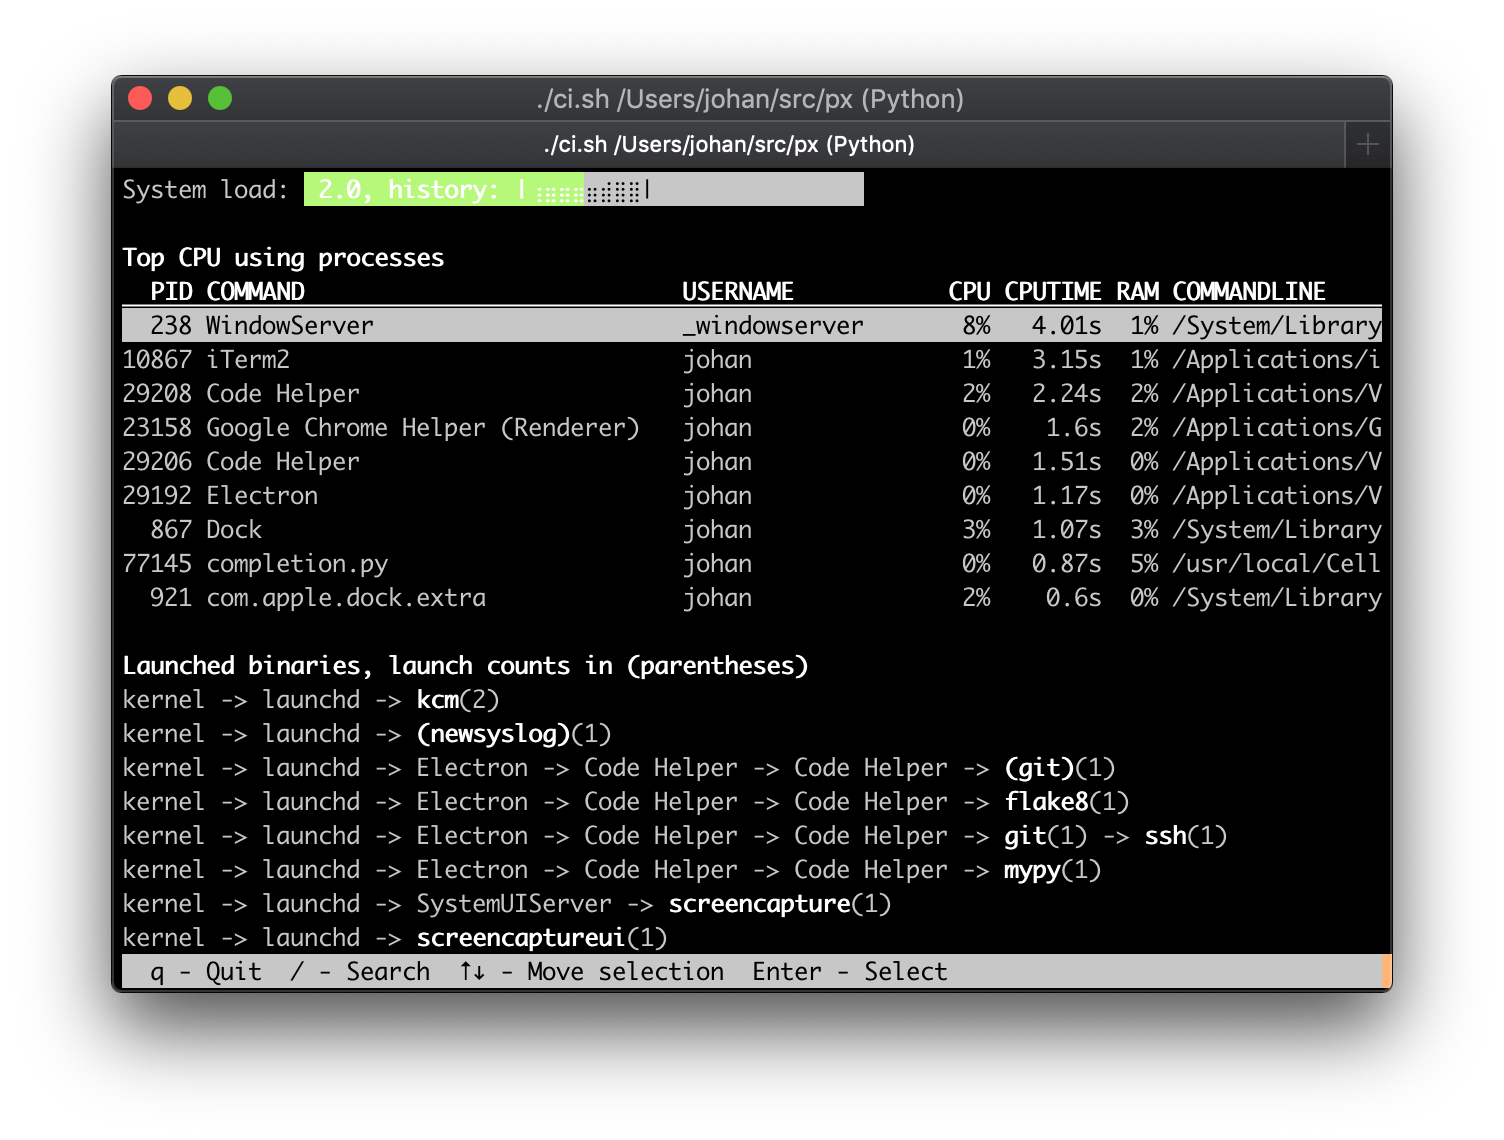 ./ci.sh /Users/johan/src/px (Python)
./ci.sh /Users/johan/src/px (Python)
System load: 2.0, history: | |
Top CPU using processes
PID COMMAND USERNAME CPU CPUTIME RAM COMMANDLINE
238 WindowServer _windowserver 8% 4.01s 1% /System/Library
10867 iTerm2 johan 1% 3.15s 1% /Applications/i
29208 Code Helper johan 2% 2.24s 2% /Applications/V
23158 Google Chrome Helper (Renderer) johan 0% 1.6s 2% /Applications/G
29206 Code Helper johan 0% 1.51s 0% /Applications/V
29192 Electron johan 0% 1.17s 0% /Applications/V
867 Dock johan 3% 1.07s 3% /System/Library
77145 completion.py johan 0% 0.87s 5% /usr/local/Cell
921 com.apple.dock.extra johan 2% 0.6s 0% /System/Library
Launched binaries, launch counts in (parentheses)
kernel -> launchd -> kcm(2)
kernel -> launchd -> (newsyslog)(1)
kernel -> launchd -> Electron -> Code Helper -> Code Helper -> (git)(1)
kernel -> launchd -> Electron -> Code Helper -> Code Helper -> flake8(1)
kernel -> launchd -> Electron -> Code Helper -> Code Helper -> git(1) -> ssh(1)
kernel -> launchd -> Electron -> Code Helper -> Code Helper -> mypy(1)
kernel -> launchd -> SystemUIServer -> screencapture(1)
kernel -> launchd -> screencaptureui(1)
q - Quit / - Search ↑↓ - Move selection Enter - Select